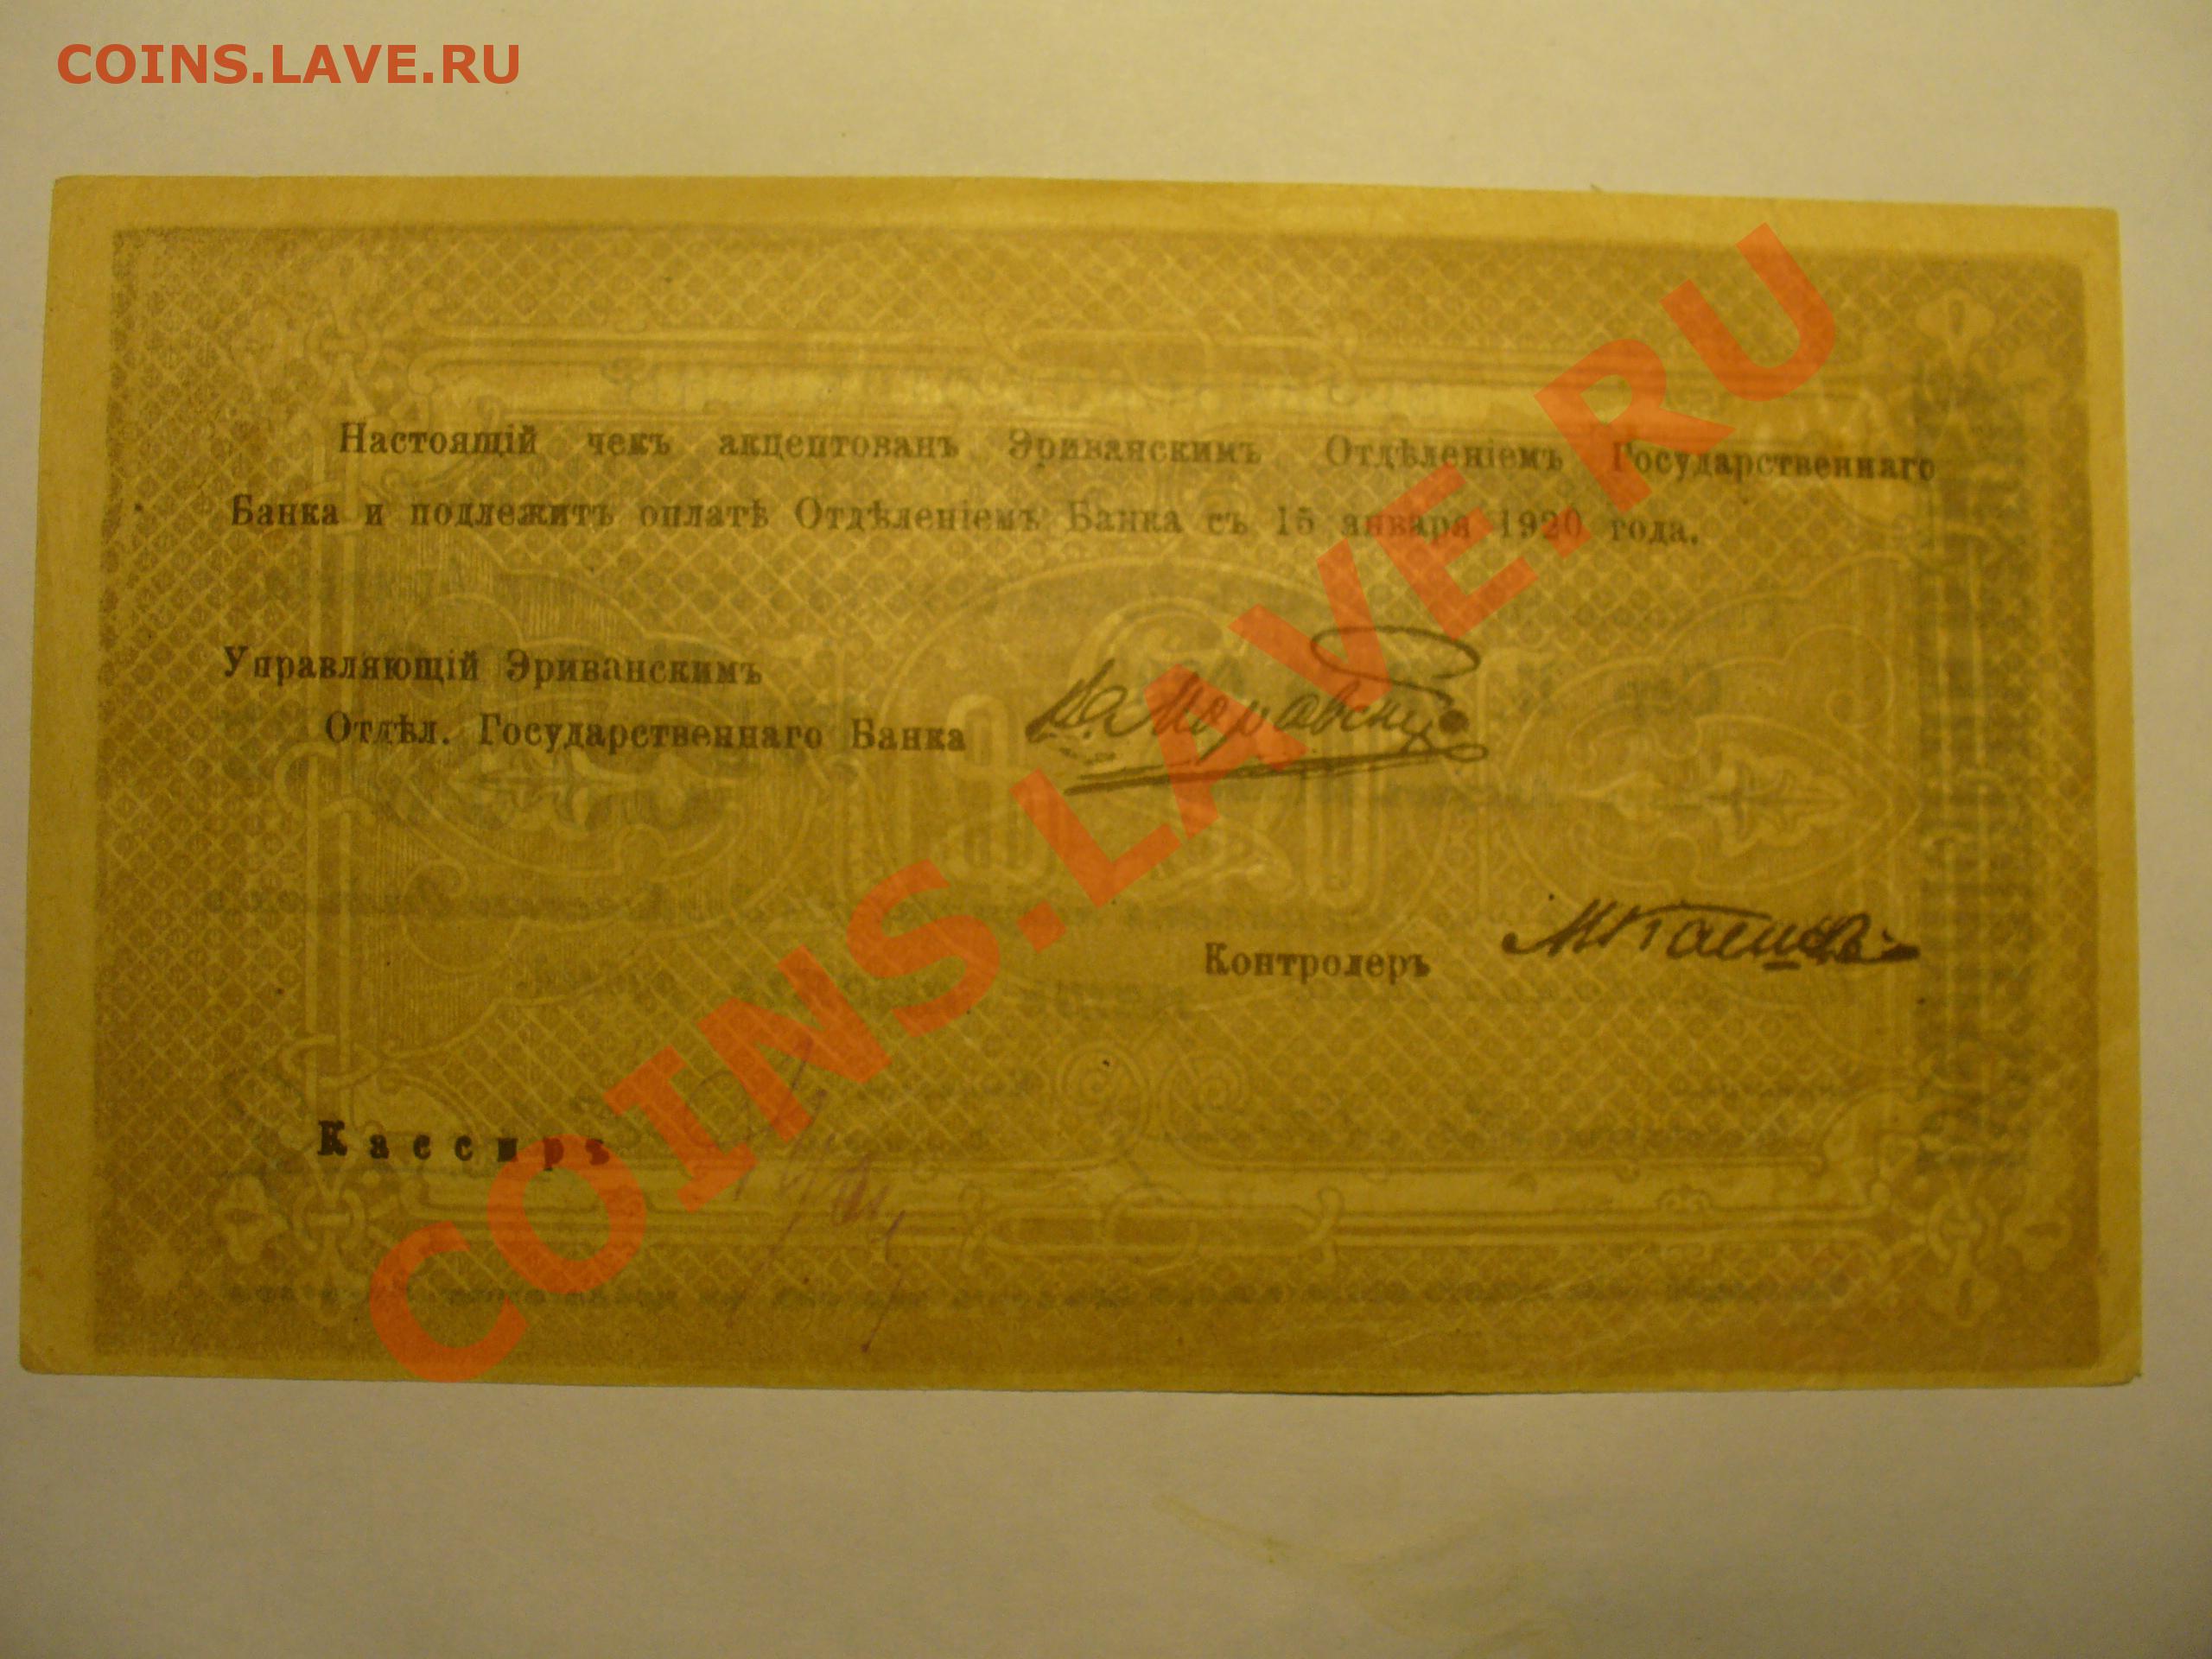 COINS.LAVE.RU
Настоящій чекъ акцептованъ Эриванскимъ Отдѣленіемъ Государственнаго
Банка и подлежитъ оплатѣ Отдѣленіемъ Банка съ 15 января 1920 года.
Управляющій Эриванскимъ
Отдѣл. Государственнаго Банка
Контролеръ
Кассиръ
COINS.LAVE.RU